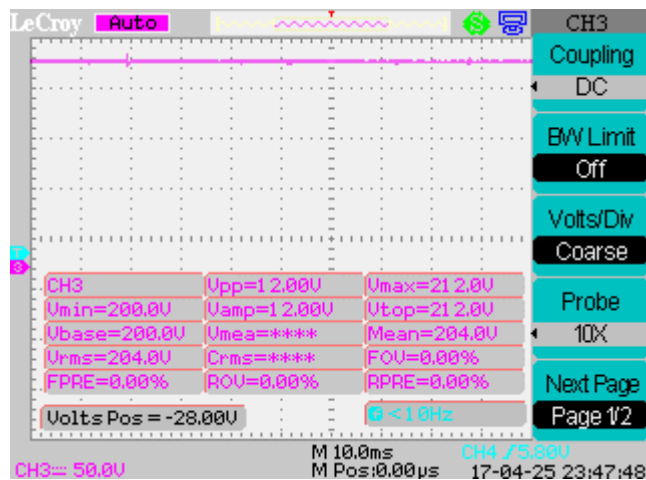 LeCroy Auto T S CH3
Coupling
DC
BW Limit
Off
Volts/Div
Coarse
T
3
CH3 Vpp=12.00V Vmax=212.0V
Vmin=200.0V Vamp=12.00V Vtop=212.0V
Vbase=200.0V Vmea=**** Mean=204.0V
Vrms=204.0V Crms=**** FOV=0.00%
FPRE=0.00% ROV=0.00% RPRE=0.00%
Probe
10X
Next Page
Page 1/2
Volts Pos = -28.00V <10Hz
M 10.0ms CH4 5.80V
CH3 50.0V M Pos:0.00µs 17-04-25 23:47:48